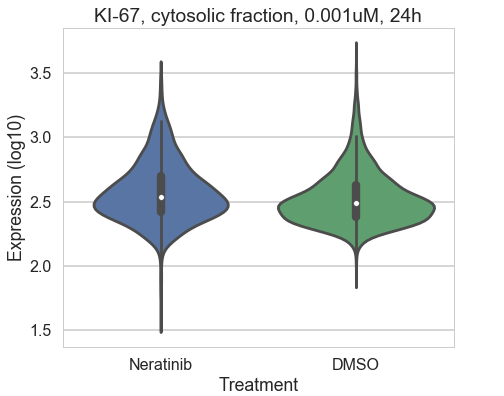 KI-67, cytosolic fraction, 0.001uM, 24h
Expression (log10)
3.5
3.0
2.5
2.0
1.5
Neratinib
DMSO
Treatment